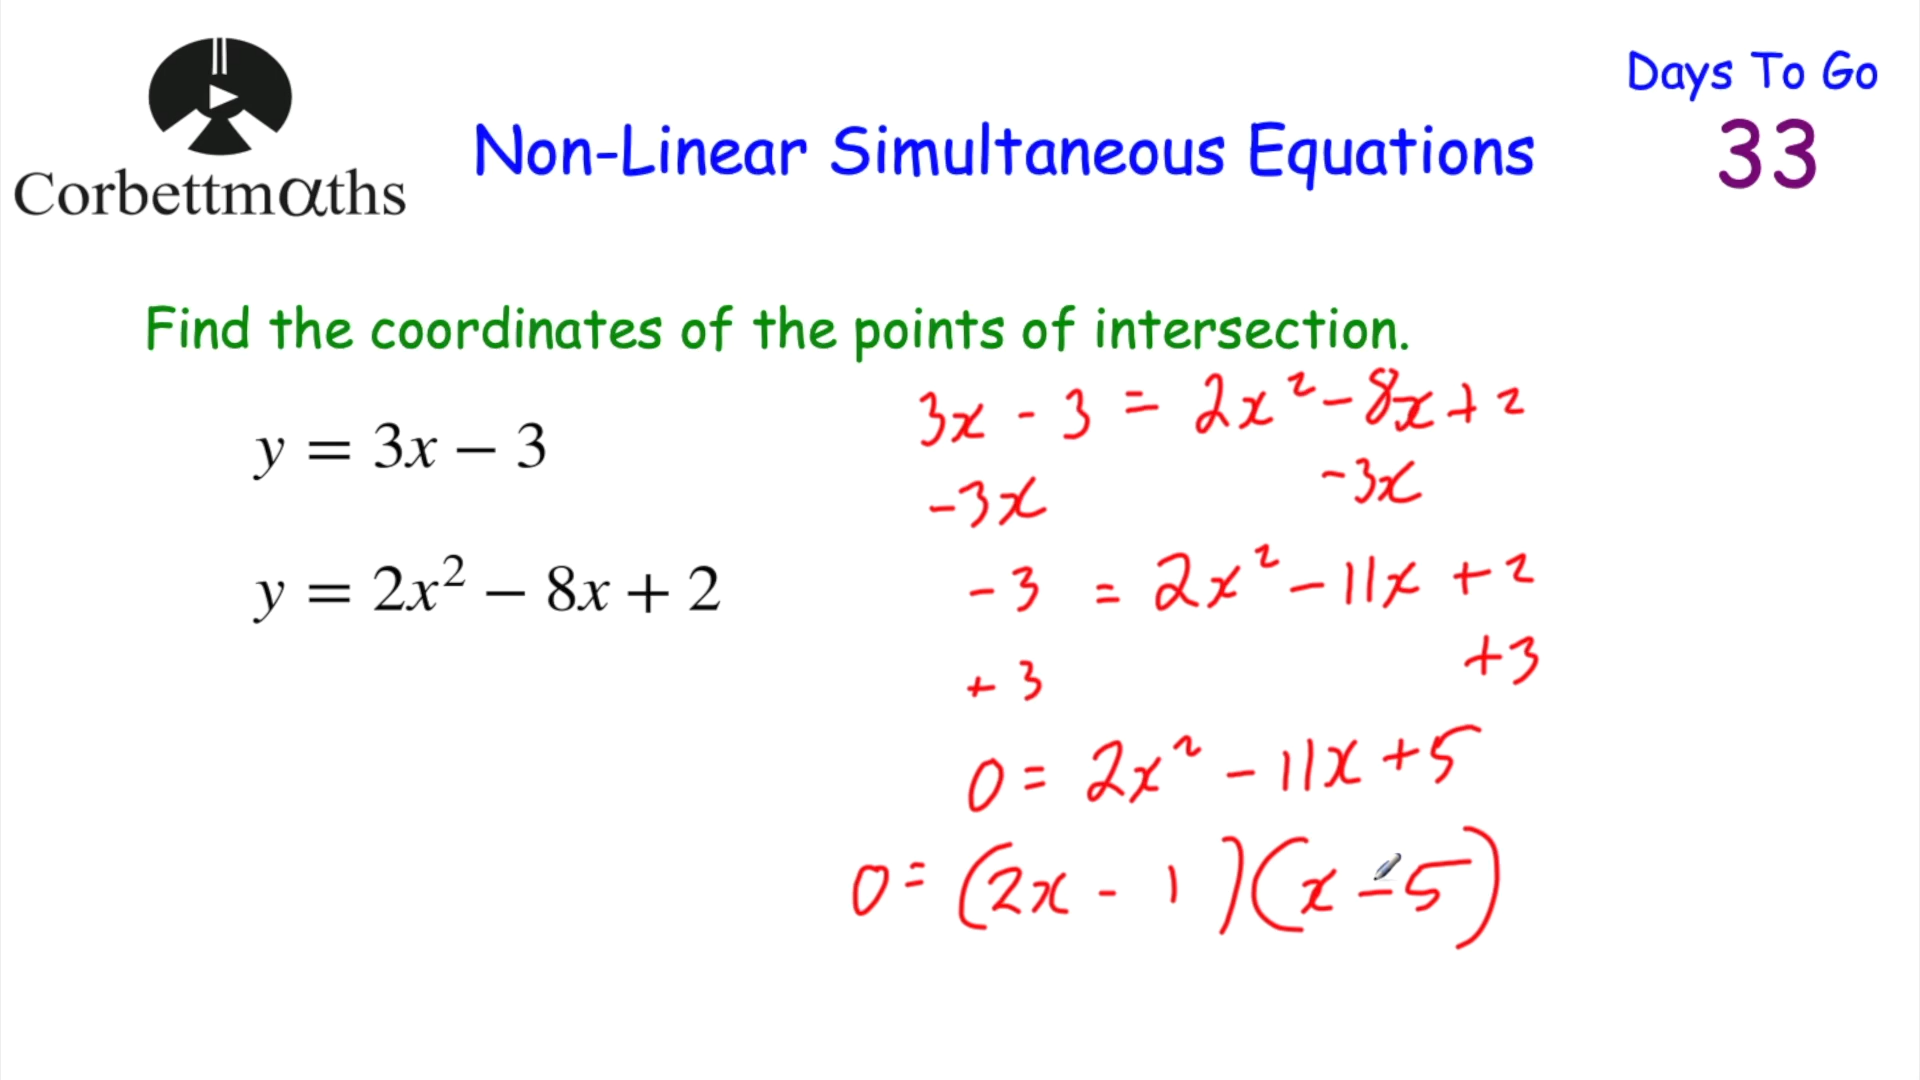 Corbettmαths
Non-Linear Simultaneous Equations
Days To Go
33
Find the coordinates of the points of intersection.
y = 3x − 3
y = 2x² − 8x + 2
3x - 3 = 2x² - 8x + 2
-3x -3x
-3 = 2x² - 11x + 2
+3 +3
0 = 2x² - 11x + 5
0 = (2x - 1)(x - 5)